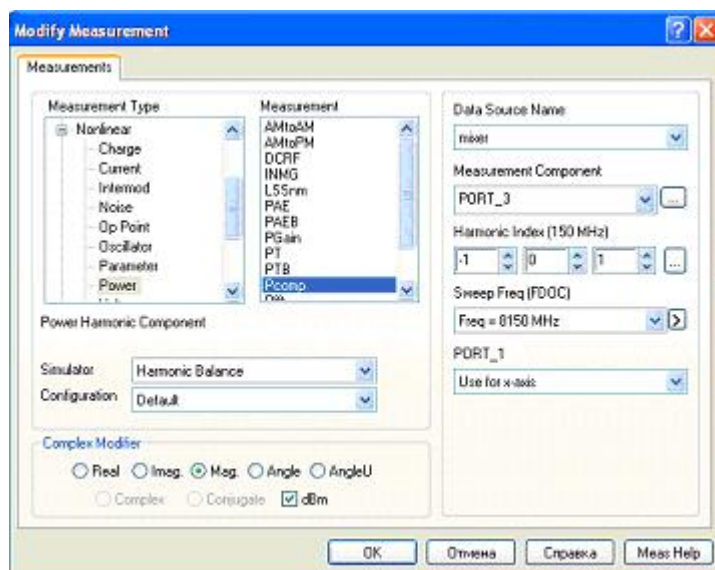 Modify Measurement
Measurements
Measurement Type
Nonlinear
Charge
Current
Intermod
Noise
Op Point
Oscillator
Parameter
Power
Measurement
AMtoAM
AMtoPM
DCRF
INMG
LSSnm
PAE
PAEB
PGain
PT
PTB
Pcomp
Power Harmonic Component
Simulator Harmonic Balance
Configuration Default
Complex Modifier
Real Imag. Mag. Angle AngleU
Complex Conjugate dBm
Data Source Name
mixer
Measurement Component
PORT_3 ...
Harmonic Index (150 MHz)
-1 0 1 ...
Sweep Freq (FDOC)
Freq = 8150 MHz >
PORT_1
Use for x-axis
OK Отмена Справка Meas Help